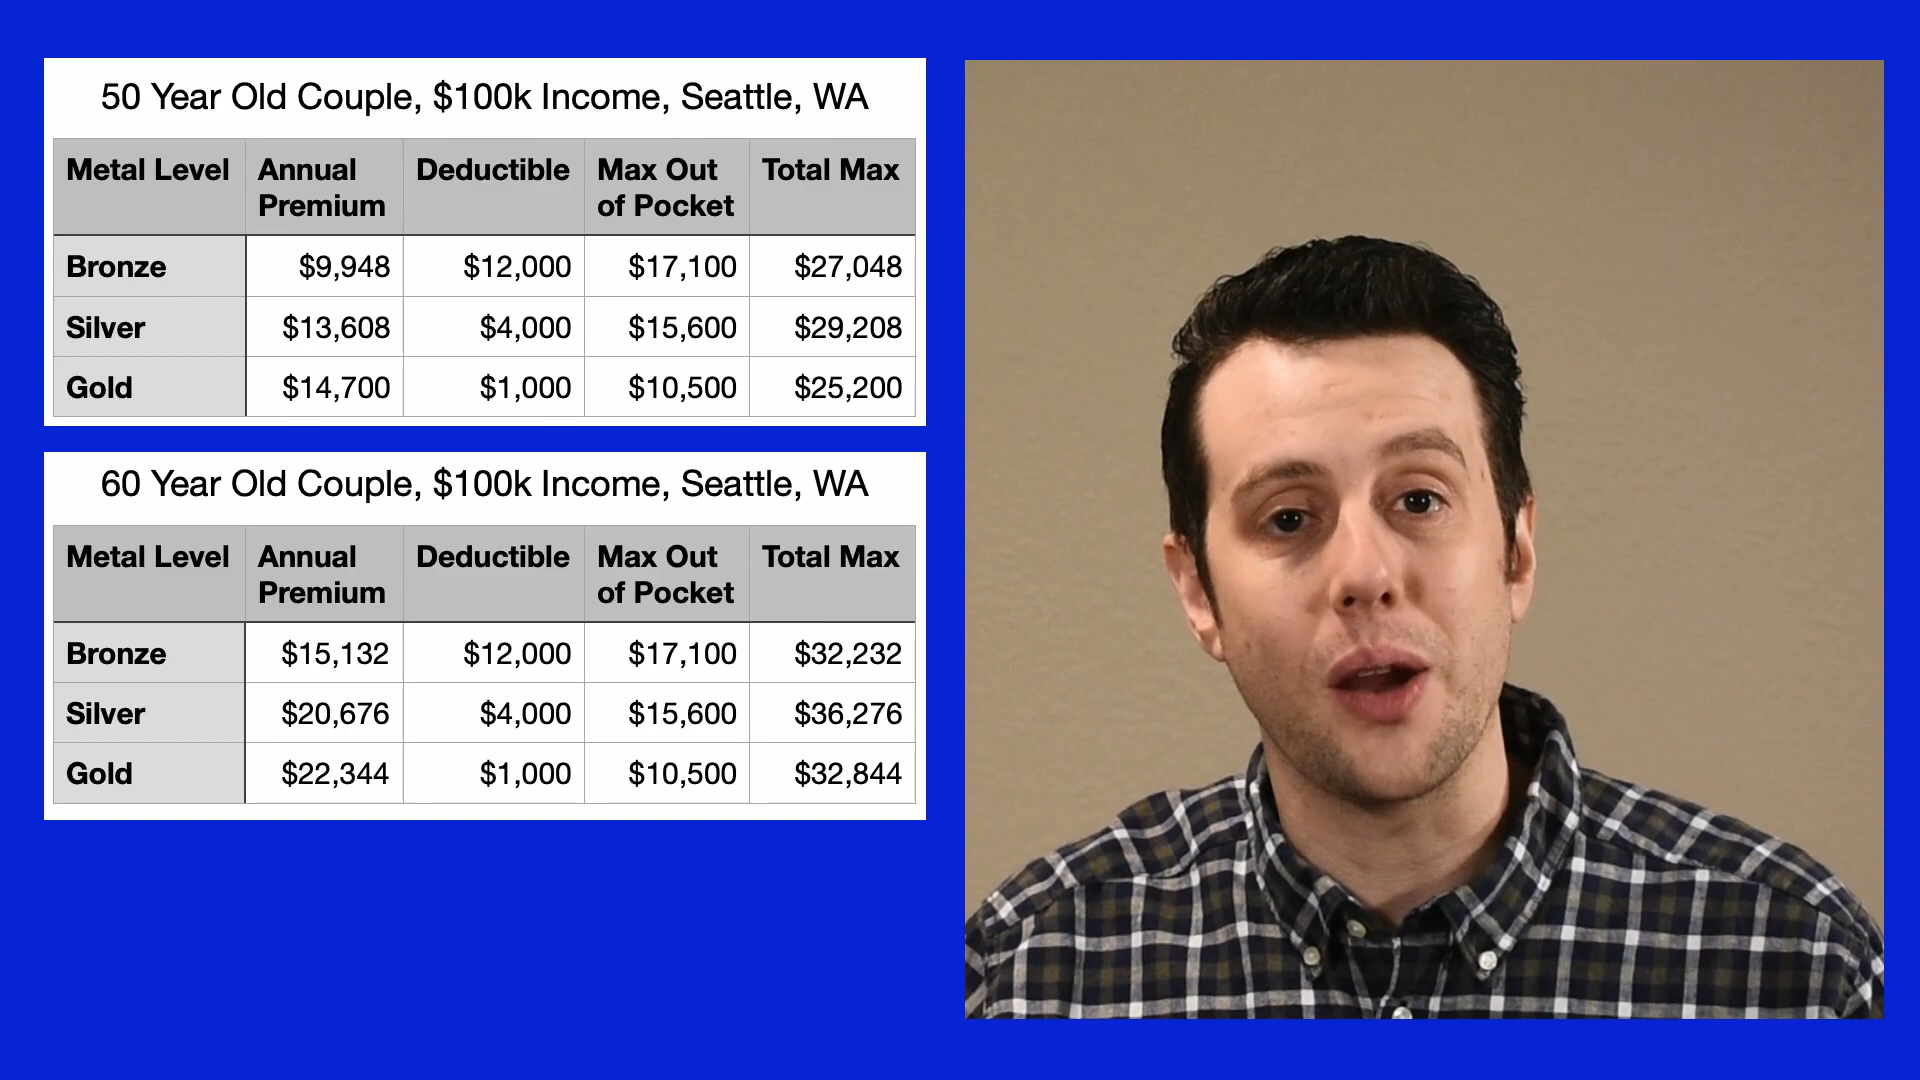 50 Year Old Couple, $100k Income, Seattle, WA
Metal Level Annual Premium Deductible Max Out of Pocket Total Max
Bronze $9,948 $12,000 $17,100 $27,048
Silver $13,608 $4,000 $15,600 $29,208
Gold $14,700 $1,000 $10,500 $25,200
60 Year Old Couple, $100k Income, Seattle, WA
Metal Level Annual Premium Deductible Max Out of Pocket Total Max
Bronze $15,132 $12,000 $17,100 $32,232
Silver $20,676 $4,000 $15,600 $36,276
Gold $22,344 $1,000 $10,500 $32,844